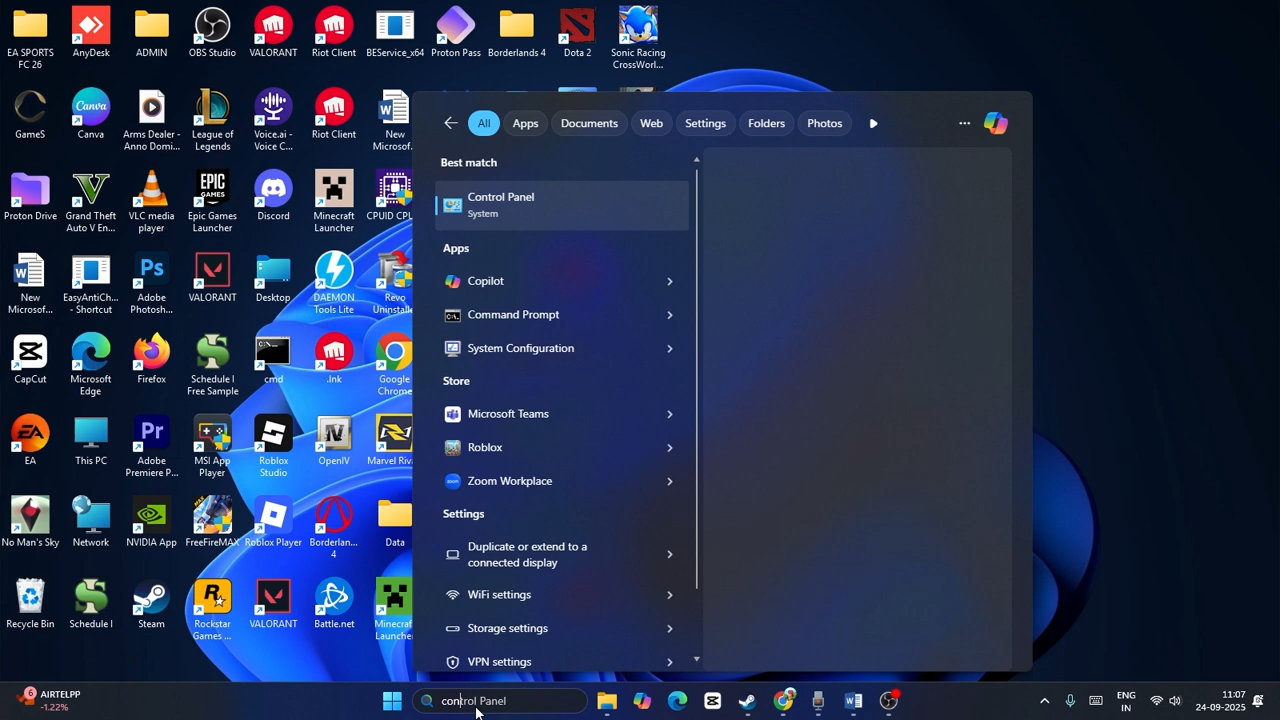 EA SPORTS
FC 26
AnyDesk
ADMIN
OBS Studio
VALORANT
Riot Client
BEService_x64
Proton Pass
Borderlands 4
Dota 2
Sonic Racing
CrossWorl...
GameS
Canva
Arms Dealer -
Anno Domi...
League of
Legends
Voice.ai -
Voice C...
Riot Client
New
Microsof...
Proton Drive
Grand Theft
Auto V En...
VLC media
player
Epic Games
Launcher
Discord
Minecraft
Launcher
CPUID CPU
New
Microsof...
EasyAntiCh...
- Shortcut
Adobe
Photosh...
VALORANT
Desktop
DAEMON
Tools Lite
Revo
Uninstalle
CapCut
Microsoft
Edge
Firefox
Schedule I
Free Sample
cmd
.lnk
Google
Chrome
EA
This PC
Adobe
Premiere P...
MSI App
Player
Roblox
Studio
OpenIV
Marvel Riv
No Man's Sky
Network
NVIDIA App
FreeFireMAX
Roblox Player
Borderlan...
4
Data
Recycle Bin
Schedule I
Steam
Rockstar
Games ...
VALORANT
Battle.net
Minecraft
Launcher
All
Apps
Documents
Web
Settings
Folders
Photos
Best match
Control Panel
System
Apps
Copilot
Command Prompt
System Configuration
Store
Microsoft Teams
Roblox
Zoom Workplace
Settings
Duplicate or extend to a
connected display
WiFi settings
Storage settings
VPN settings
6
AIRTELPP
-1.22%
control Panel
ENG
IN
11:07
24-09-2025